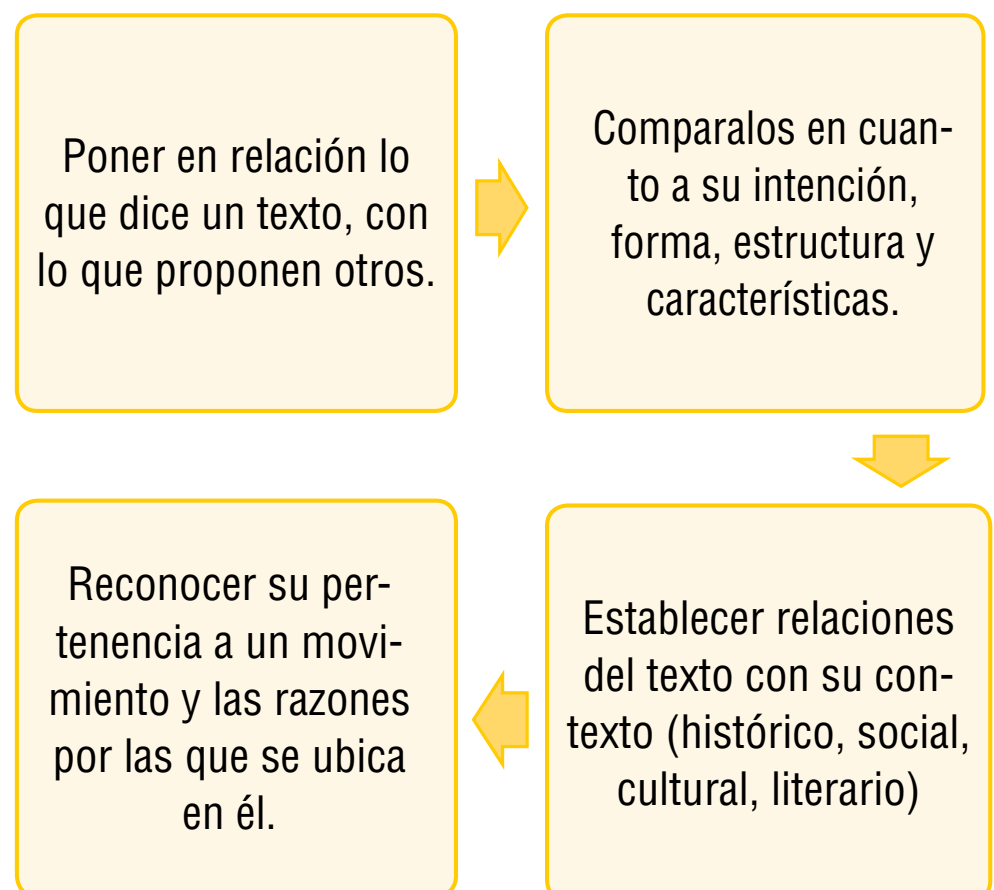 Poner en relación lo
que dice un texto, con
lo que proponen otros.
Comparalos en cuan-
to a su intención,
forma, estructura y
características.
Establecer relaciones
del texto con su con-
texto (histórico, social,
cultural, literario)
Reconocer su per-
tenencia a un movi-
miento y las razones
por las que se ubica
en él.